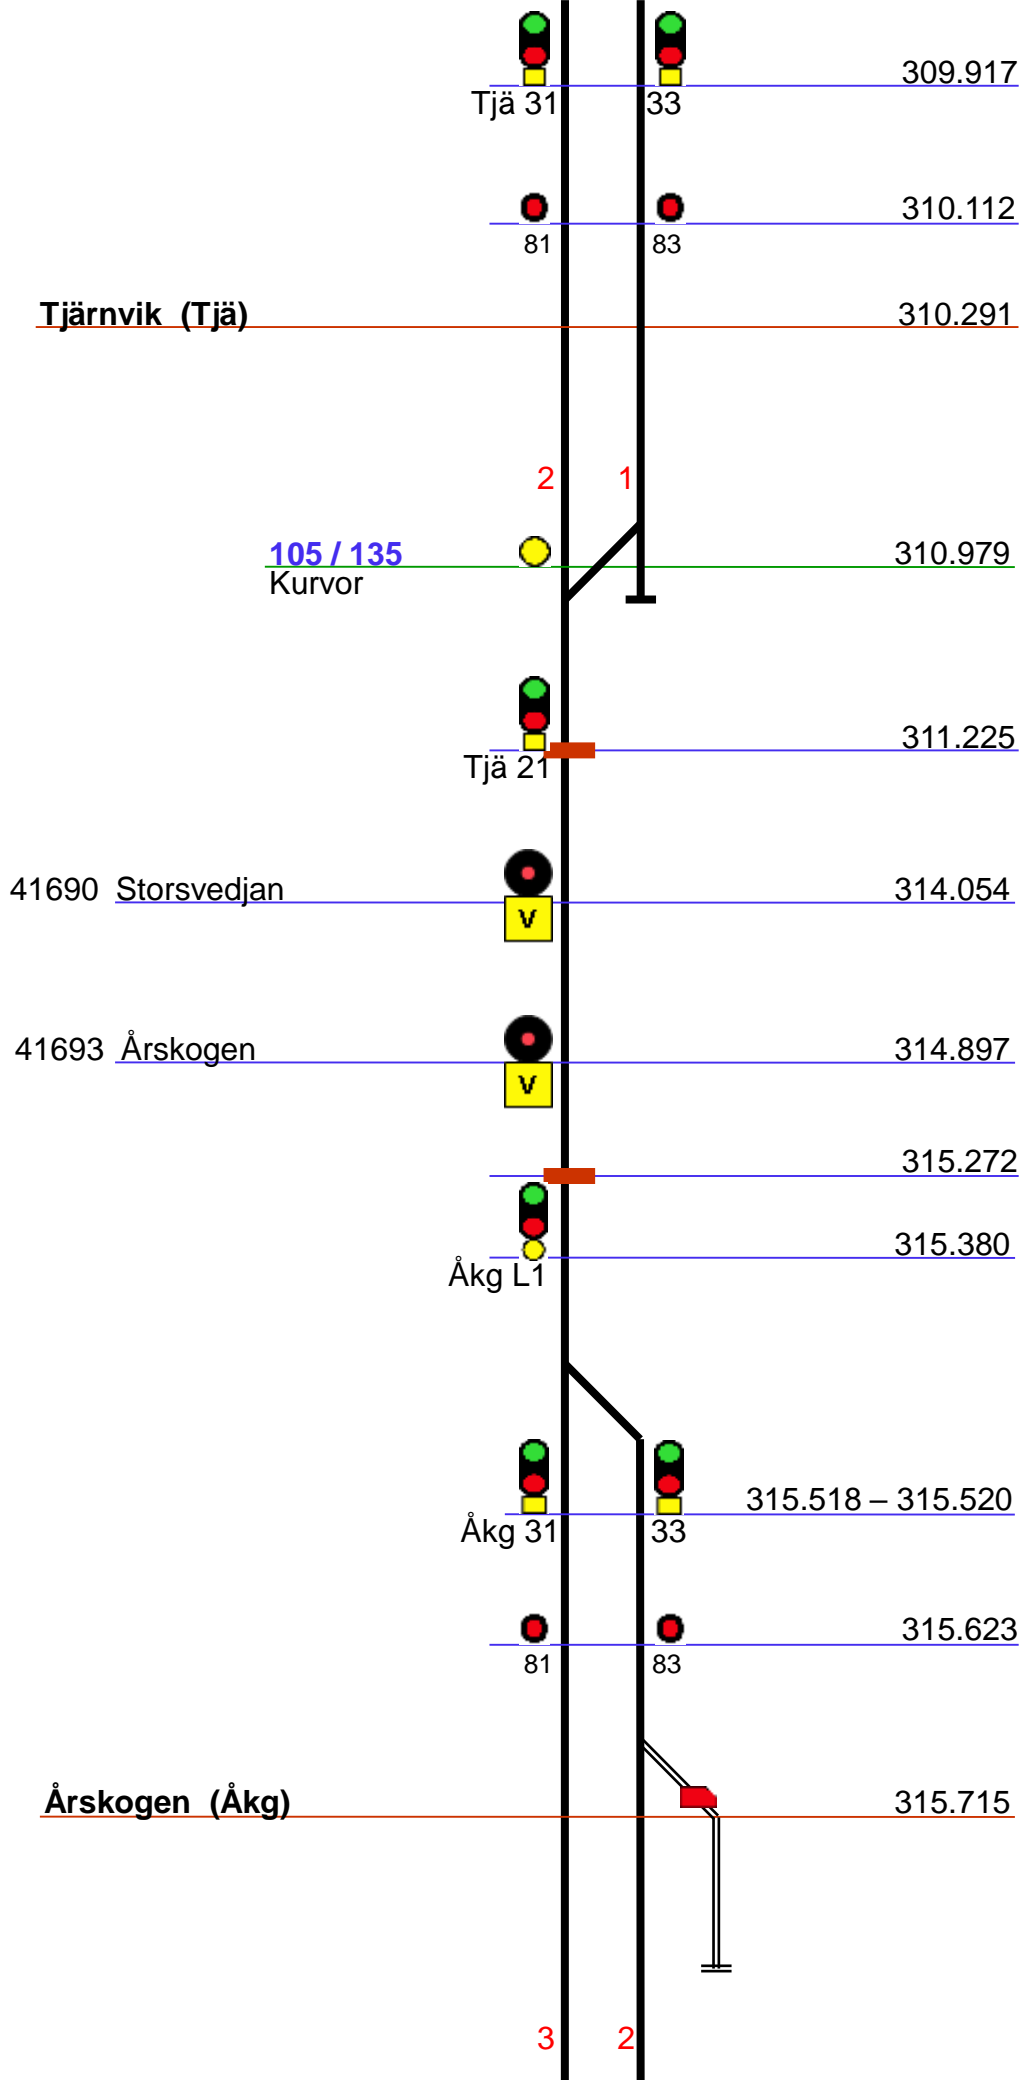 309.917
Tjä 31 33
310.112
81 83
Tjärnvik (Tjä) 310.291
2 1
105 / 135 310.979
Kurvor
311.225
Tjä 21
41690 Storsvedjan 314.054
V
41693 Årskogen 314.897
V
315.272
315.380
Åkg L1
315.518 – 315.520
Åkg 31 33
315.623
81 83
Årskogen (Åkg) 315.715
3 2